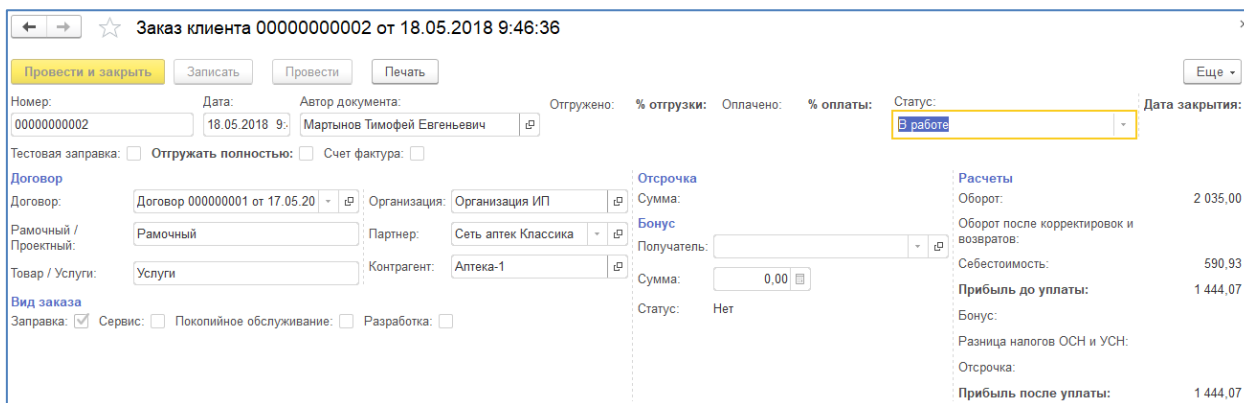 Заказ клиента 00000000002 от 18.05.2018 9:46:36
Провести и закрыть Записать Провести Печать Еще
Номер: Дата: Автор документа: Отгружено: % отгрузки: Оплачено: % оплаты: Статус: Дата закрытия:
00000000002 18.05.2018 9: Мартынов Тимофей Евгеньевич В работе
Тестовая заправка: Отгружать полностью: Счет фактура:
Договор Отсрочка Расчеты
Договор: Договор 000000001 от 17.05.20 Организация: Организация ИП Сумма: Оборот: 2 035,00
Рамочный / Проектный: Рамочный Партнер: Сеть аптек Классика Бонус Оборот после корректировок и возвратов:
Получатель:
Товар / Услуги: Услуги Контрагент: Аптека-1 Себестоимость: 590,93
Сумма: 0,00 Прибыль до уплаты: 1 444,07
Вид заказа Статус: Нет Бонус:
Заправка: Сервис: Покопийное обслуживание: Разработка:
Разница налогов ОСН и УСН:
Отсрочка:
Прибыль после уплаты: 1 444,07